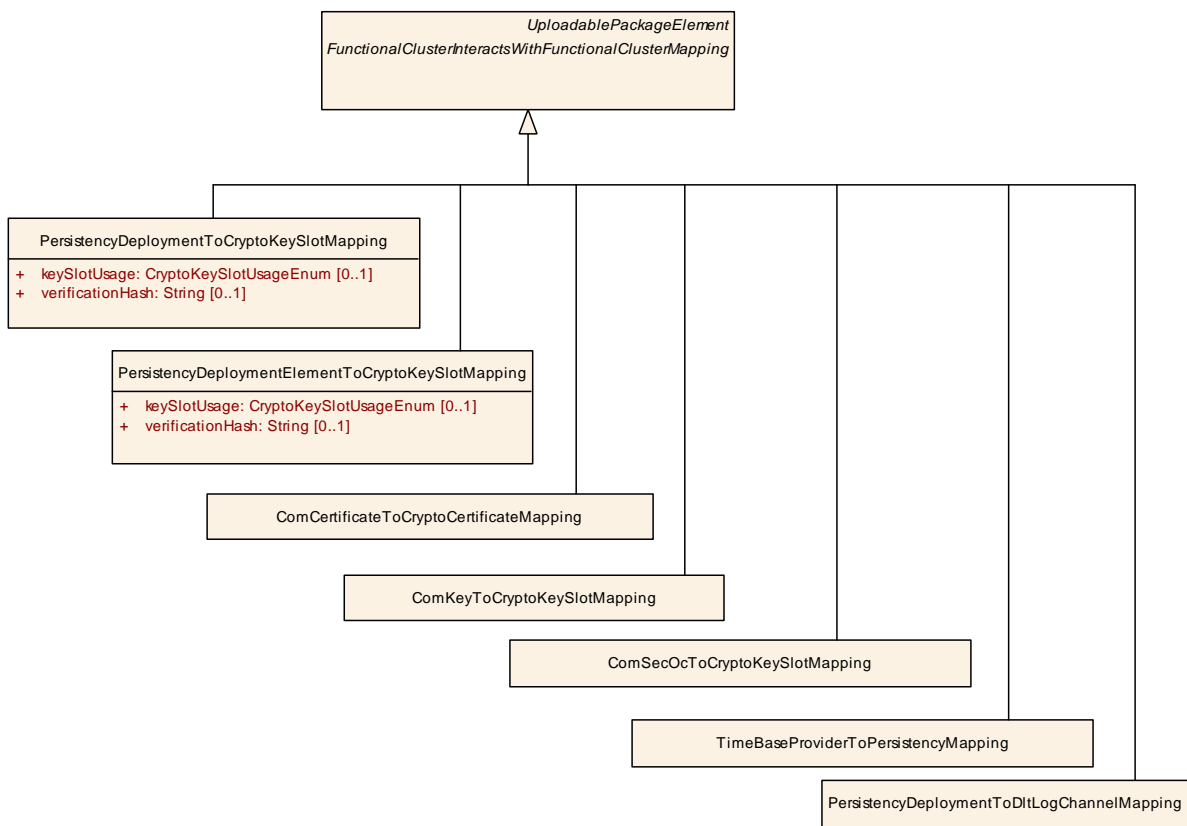 UploadablePackageElement
FunctionalClusterInteractsWithFunctionalClusterMapping
PersistencyDeploymentToCryptoKeySlotMapping
+ keySlotUsage: CryptoKeySlotUsageEnum [0..1]
+ verificationHash: String [0..1]
PersistencyDeploymentElementToCryptoKeySlotMapping
+ keySlotUsage: CryptoKeySlotUsageEnum [0..1]
+ verificationHash: String [0..1]
ComCertificateToCryptoCertificateMapping
ComKeyToCryptoKeySlotMapping
ComSecOcToCryptoKeySlotMapping
TimeBaseProviderToPersistencyMapping
PersistencyDeploymentToDltLogChannelMapping